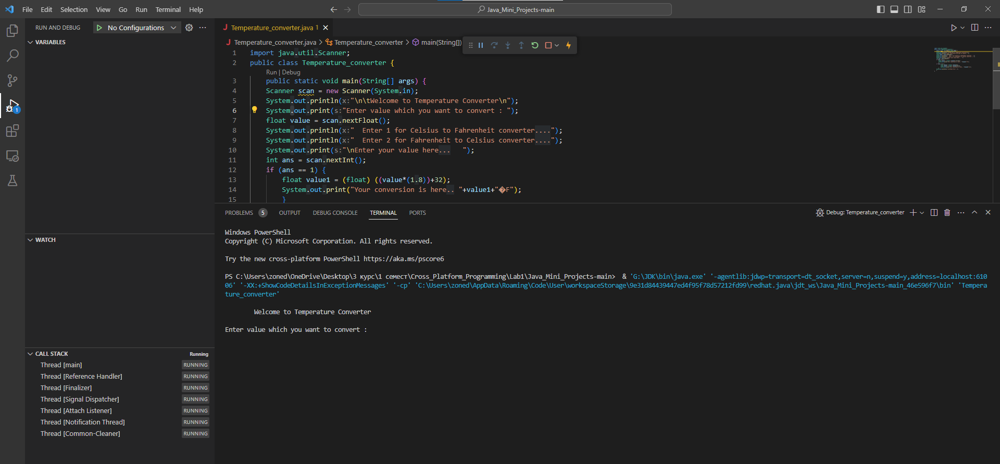 File Edit Selection View Go Run Terminal Help
Java_Mini_Projects-main
RUN AND DEBUG
No Configurations
VARIABLES
WATCH
CALL STACK Running
Thread [main] RUNNING
Thread [Reference Handler] RUNNING
Thread [Finalizer] RUNNING
Thread [Signal Dispatcher] RUNNING
Thread [Attach Listener] RUNNING
Thread [Notification Thread] RUNNING
Thread [Common-Cleaner] RUNNING
1
J Temperature_converter.java 1
J Temperature_converter.java > Temperature_converter > main(String[])
1 import java.util.Scanner;
2 public class Temperature_converter {
Run | Debug
3 public static void main(String[] args) {
4 Scanner scan = new Scanner(System.in);
5 System.out.println(x:"\n\tWelcome to Temperature Converter\n");
6 System.out.print(s:"Enter value which you want to convert : ");
7 float value = scan.nextFloat();
8 System.out.println(x:"  Enter 1 for Celsius to Fahrenheit converter....");
9 System.out.println(x:"  Enter 2 for Fahrenheit to Celsius converter....");
10 System.out.print(s:"\nEnter your value here...   ");
11 int ans = scan.nextInt();
12 if (ans == 1) {
13 float value1 = (float) ((value*(1.8))+32);
14 System.out.print("Your conversion is here.. "+value1+"�F");
15 }
PROBLEMS 5 OUTPUT DEBUG CONSOLE TERMINAL PORTS
Debug: Temperature_converter
Windows PowerShell
Copyright (C) Microsoft Corporation. All rights reserved.
Try the new cross-platform PowerShell https://aka.ms/pscore6
PS C:\Users\zoned\OneDrive\Desktop\3 курс\1 семест\Cross_Platform_Programming\Lab1\Java_Mini_Projects-main>  & 'G:\JDK\bin\java.exe' '-agentlib:jdwp=transport=dt_socket,server=n,suspend=y,address=localhost:610
06' '-XX:+ShowCodeDetailsInExceptionMessages' '-cp' 'C:\Users\zoned\AppData\Roaming\Code\User\workspaceStorage\9e31d84439447ed4f95f78d57212fd99\redhat.java\jdt_ws\Java_Mini_Projects-main_46e596f7\bin' 'Tempera
ture_converter'
Welcome to Temperature Converter
Enter value which you want to convert :